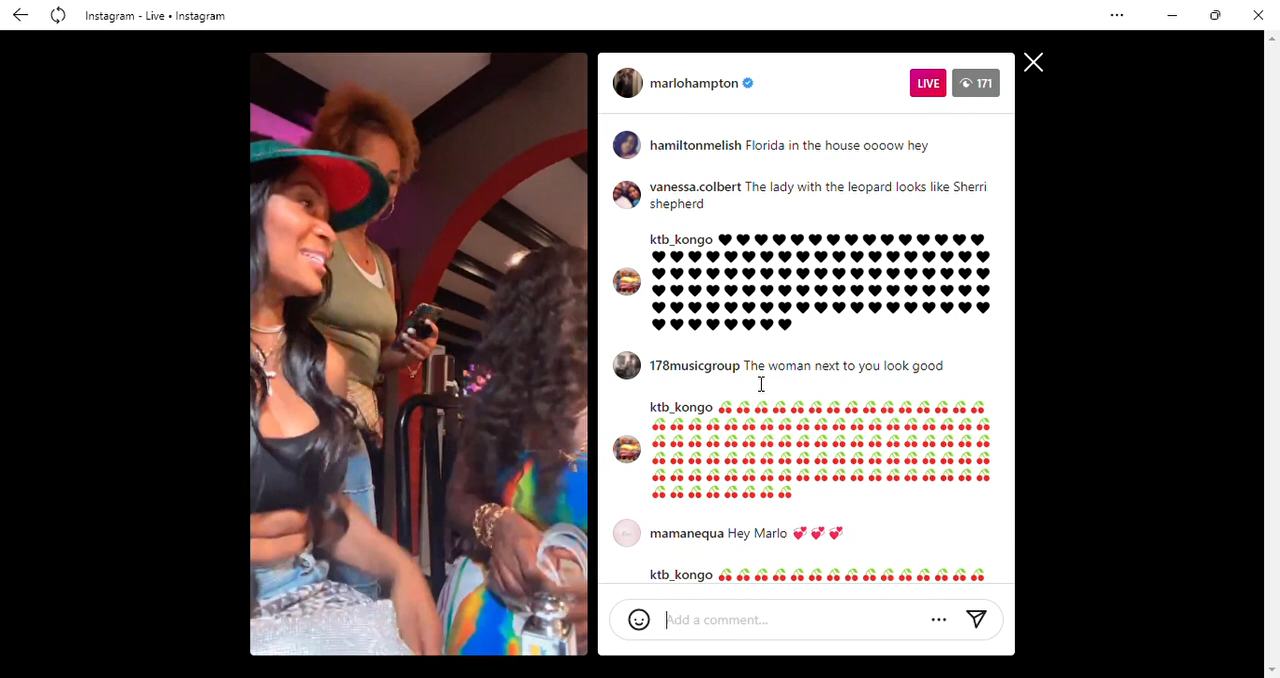 Instagram - Live • Instagram
marlohampton
LIVE
171
hamiltonmelish Florida in the house oooow hey
vanessa.colbert The lady with the leopard looks like Sherri
shepherd
ktb_kongo 🖤🖤🖤🖤🖤🖤🖤🖤🖤🖤🖤🖤🖤🖤🖤
🖤🖤🖤🖤🖤🖤🖤🖤🖤🖤🖤🖤🖤🖤🖤🖤🖤🖤🖤
🖤🖤🖤🖤🖤🖤🖤🖤🖤🖤🖤🖤🖤🖤🖤🖤🖤🖤🖤
🖤🖤🖤🖤🖤🖤🖤🖤🖤🖤🖤🖤🖤🖤🖤🖤🖤🖤🖤
🖤🖤🖤🖤🖤🖤🖤🖤🖤🖤🖤🖤🖤🖤🖤🖤🖤🖤🖤
🖤🖤🖤🖤🖤🖤🖤🖤
178musicgroup The woman next to you look good
ktb_kongo 🍒🍒🍒🍒🍒🍒🍒🍒🍒🍒🍒🍒🍒🍒🍒
🍒🍒🍒🍒🍒🍒🍒🍒🍒🍒🍒🍒🍒🍒🍒🍒🍒🍒🍒
🍒🍒🍒🍒🍒🍒🍒🍒🍒🍒🍒🍒🍒🍒🍒🍒🍒🍒🍒
🍒🍒🍒🍒🍒🍒🍒🍒🍒🍒🍒🍒🍒🍒🍒🍒🍒🍒🍒
🍒🍒🍒🍒🍒🍒🍒🍒🍒🍒🍒🍒🍒🍒🍒🍒🍒🍒🍒
🍒🍒🍒🍒🍒🍒🍒🍒
mamanequa Hey Marlo 💞💞💞
ktb_kongo 🍒🍒🍒🍒🍒🍒🍒🍒🍒🍒🍒🍒🍒🍒🍒
Add a comment...